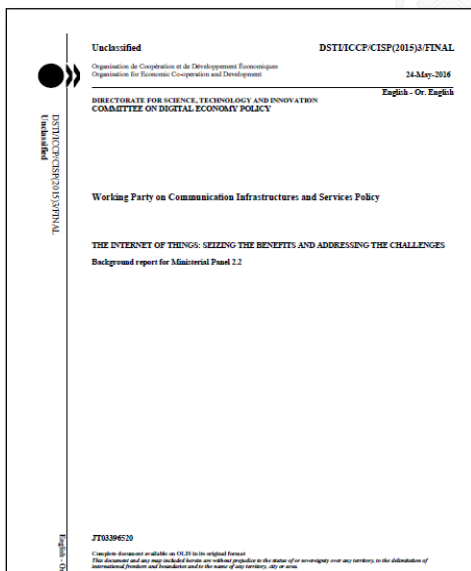 Unclassified DSTI/ICCP/CISP(2015)3/FINAL
Organisation de Coopération et de Développement Économiques
Organisation for Economic Co-operation and Development 24-May-2016
English - Or. English
DIRECTORATE FOR SCIENCE, TECHNOLOGY AND INNOVATION
COMMITTEE ON DIGITAL ECONOMY POLICY
DSTI/ICCP/CISP(2015)3/FINAL
Unclassified
Working Party on Communication Infrastructures and Services Policy
THE INTERNET OF THINGS: SEIZING THE BENEFITS AND ADDRESSING THE CHALLENGES
Background report for Ministerial Panel 2.2
English - Or
JT03396520
Complete document available on OLIS in its original format
This document and any map included herein are without prejudice to the status of or sovereignty over any territory, to the delimitation of
international frontiers and boundaries and to the name of any territory, city or area.